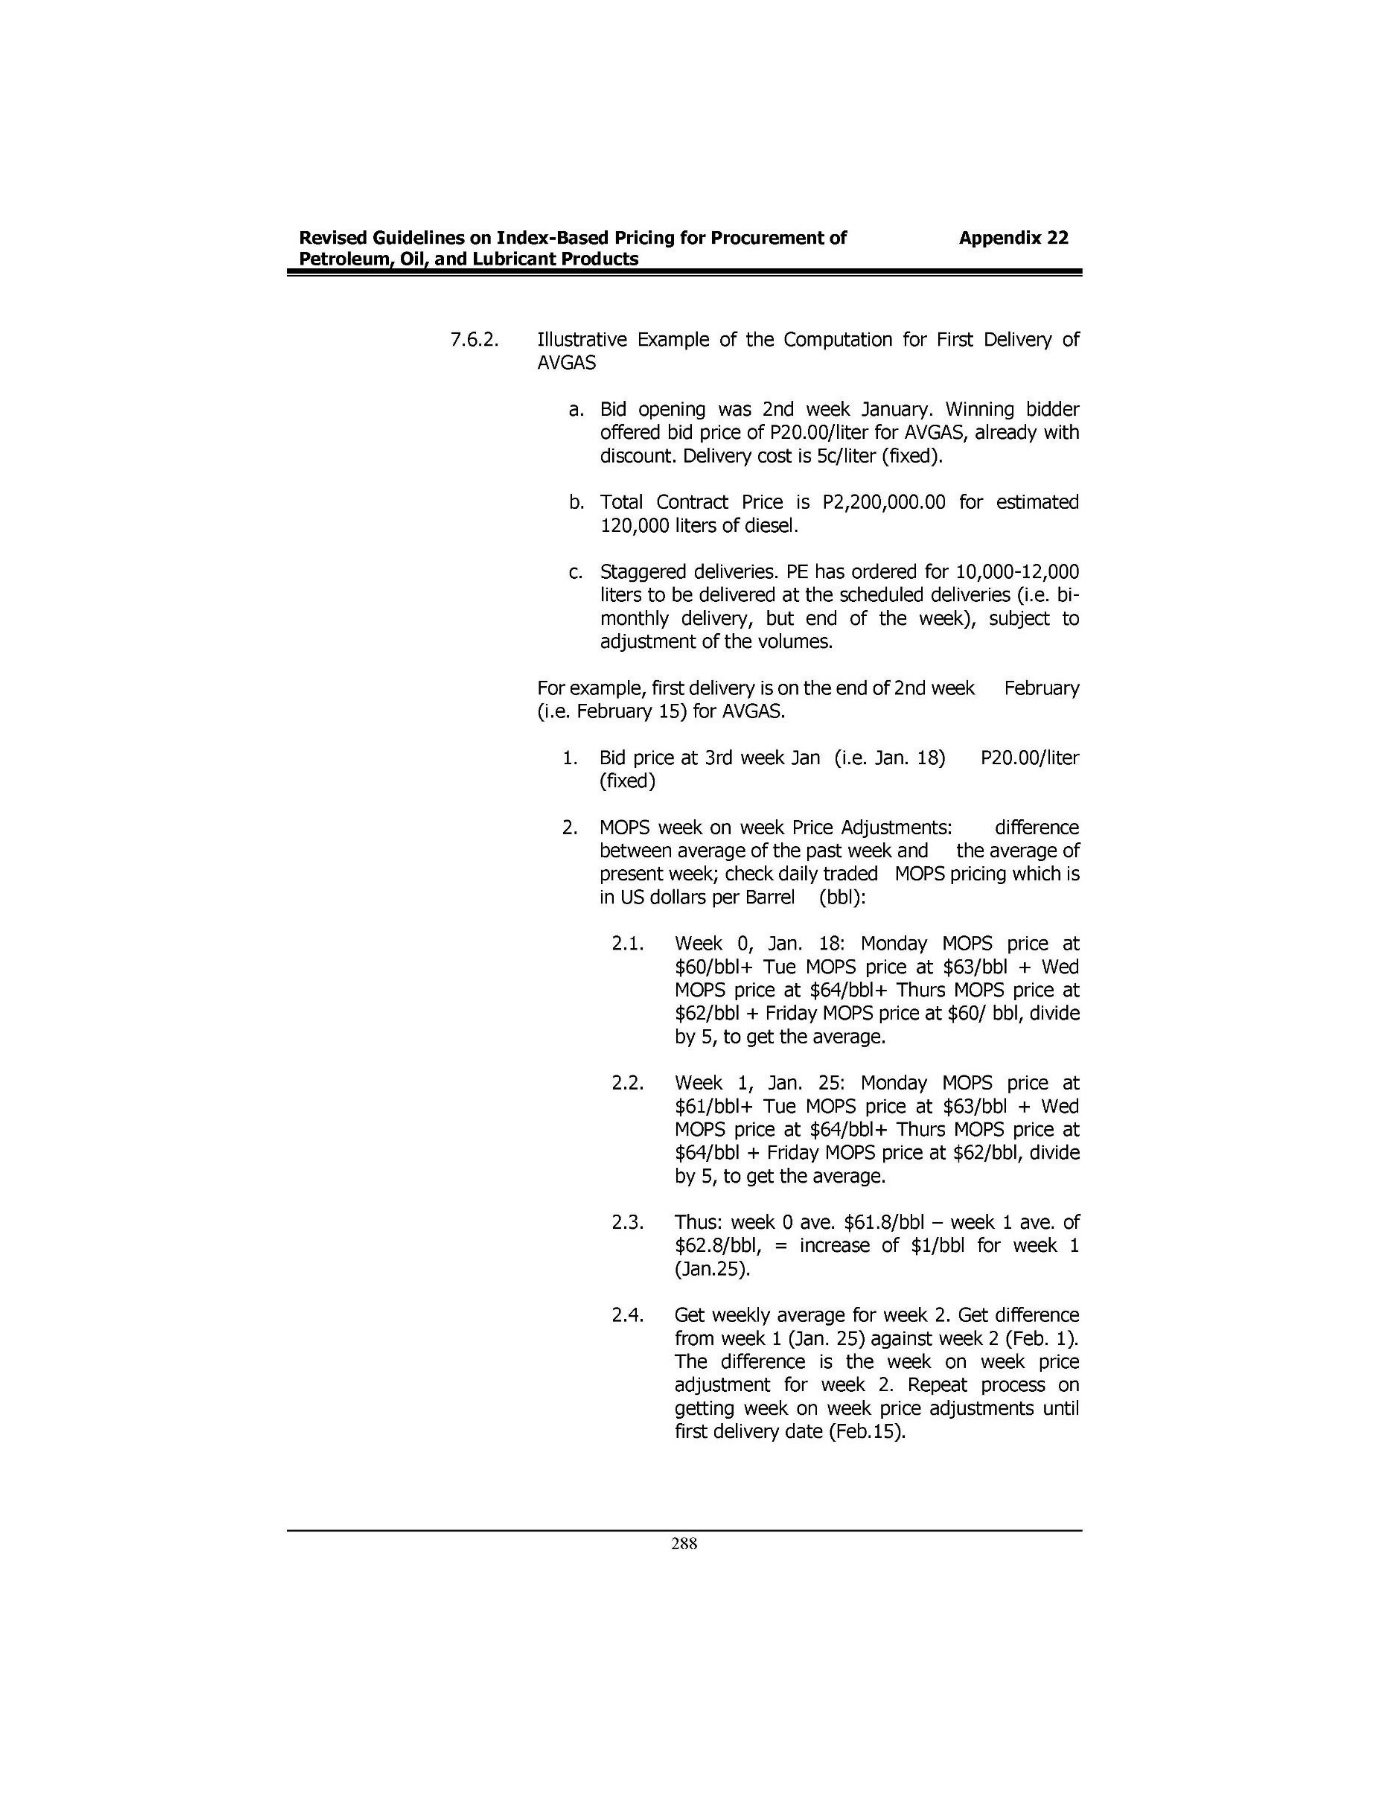 Revised Guidelines on Index-Based Pricing for Procurement of Appendix 22
Petroleum, Oil, and Lubricant Products
7.6.2. Illustrative Example of the Computation for First Delivery of
AVGAS
a. Bid opening was 2nd week January. Winning bidder
offered bid price of P20.00/liter for AVGAS, already with
discount. Delivery cost is 5c/liter (fixed).
b. Total Contract Price is P2,200,000.00 for estimated
120,000 liters of diesel.
c. Staggered deliveries. PE has ordered for 10,000-12,000
liters to be delivered at the scheduled deliveries (i.e. bi-
monthly delivery, but end of the week), subject to
adjustment of the volumes.
For example, first delivery is on the end of 2nd week February
(i.e. February 15) for AVGAS.
1. Bid price at 3rd week Jan (i.e. Jan. 18) P20.00/liter
(fixed)
2. MOPS week on week Price Adjustments: difference
between average of the past week and the average of
present week; check daily traded MOPS pricing which is
in US dollars per Barrel (bbl):
2.1. Week 0, Jan. 18: Monday MOPS price at
$60/bbl+ Tue MOPS price at $63/bbl + Wed
MOPS price at $64/bbl+ Thurs MOPS price at
$62/bbl + Friday MOPS price at $60/ bbl, divide
by 5, to get the average.
2.2. Week 1, Jan. 25: Monday MOPS price at
$61/bbl+ Tue MOPS price at $63/bbl + Wed
MOPS price at $64/bbl+ Thurs MOPS price at
$64/bbl + Friday MOPS price at $62/bbl, divide
by 5, to get the average.
2.3. Thus: week 0 ave. $61.8/bbl – week 1 ave. of
$62.8/bbl, = increase of $1/bbl for week 1
(Jan.25).
2.4. Get weekly average for week 2. Get difference
from week 1 (Jan. 25) against week 2 (Feb. 1).
The difference is the week on week price
adjustment for week 2. Repeat process on
getting week on week price adjustments until
first delivery date (Feb.15).
288